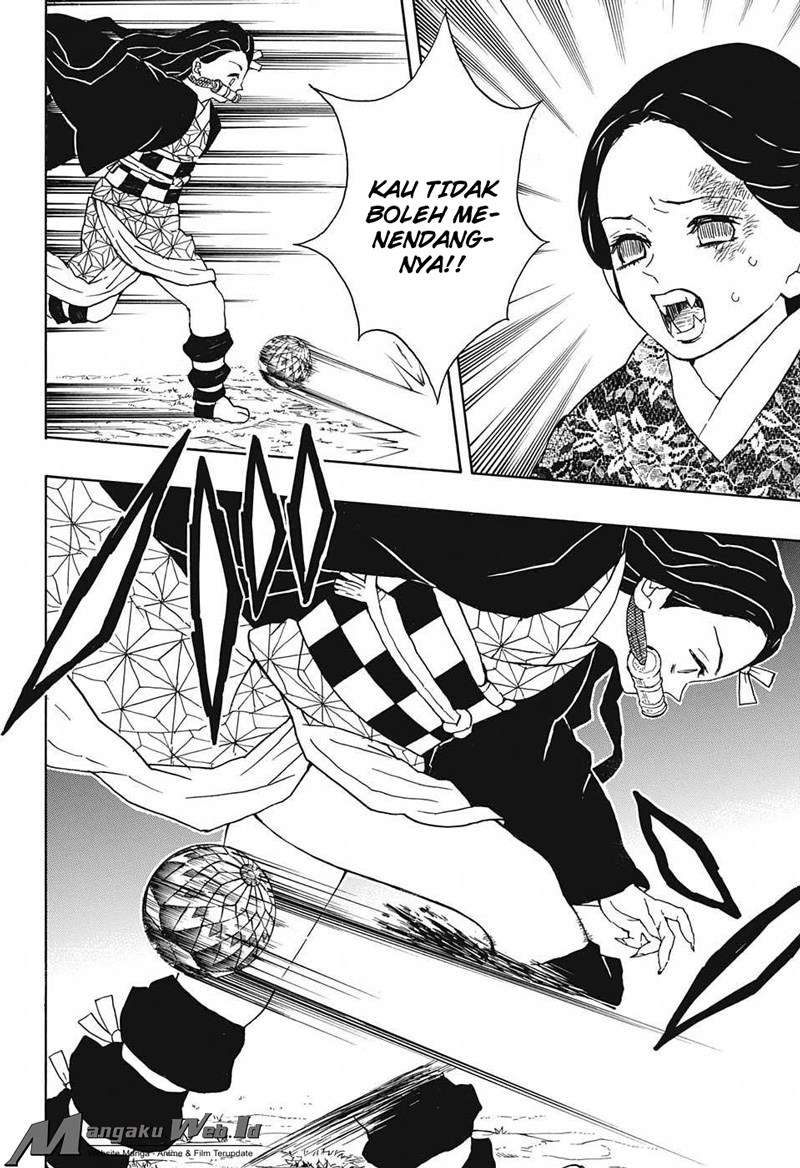 KAU TIDAK
BOLEH ME-
NENDANG-
NYA!!
Mangaku Web Id
Website Manga - Anime & Film Terupdate